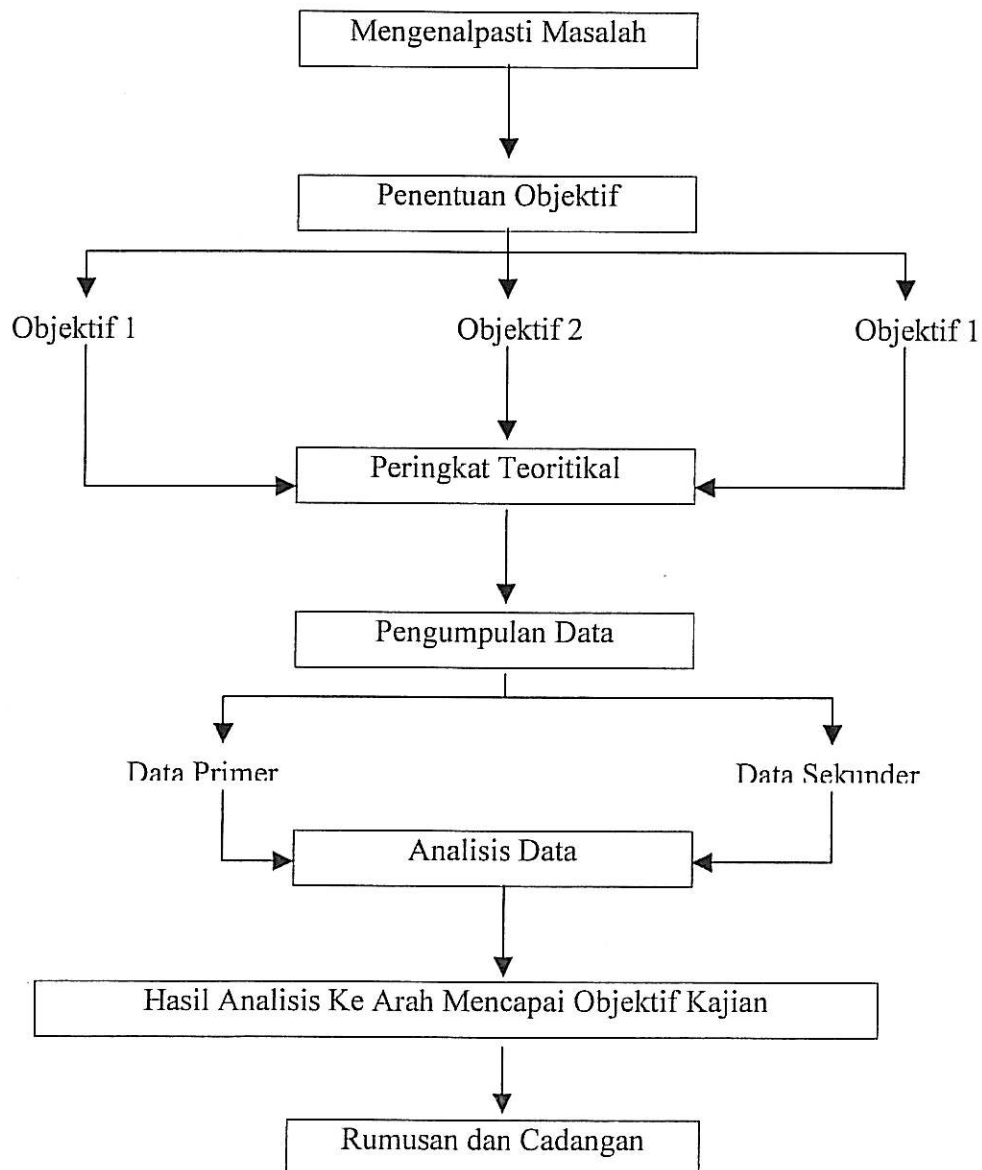 Mengenalpasti Masalah
Penentuan Objektif
Objektif 1
Objektif 2
Objektif 1
Peringkat Teoritikal
Pengumpulan Data
Data Primer
Data Sekunder
Analisis Data
Hasil Analisis Ke Arah Mencapai Objektif Kajian
Rumusan dan Cadangan